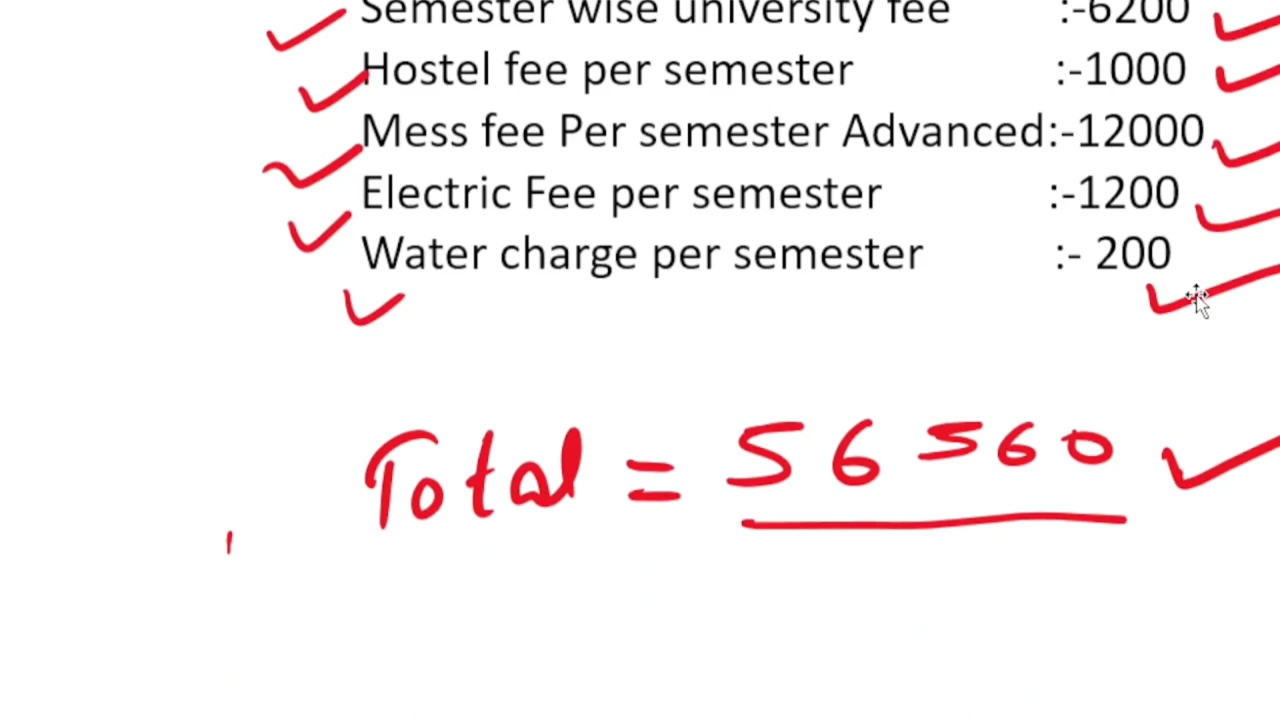 Semester wise university fee :-6200
Hostel fee per semester :-1000
Mess fee Per semester Advanced:-12000
Electric Fee per semester :-1200
Water charge per semester :- 200
Total = 56560